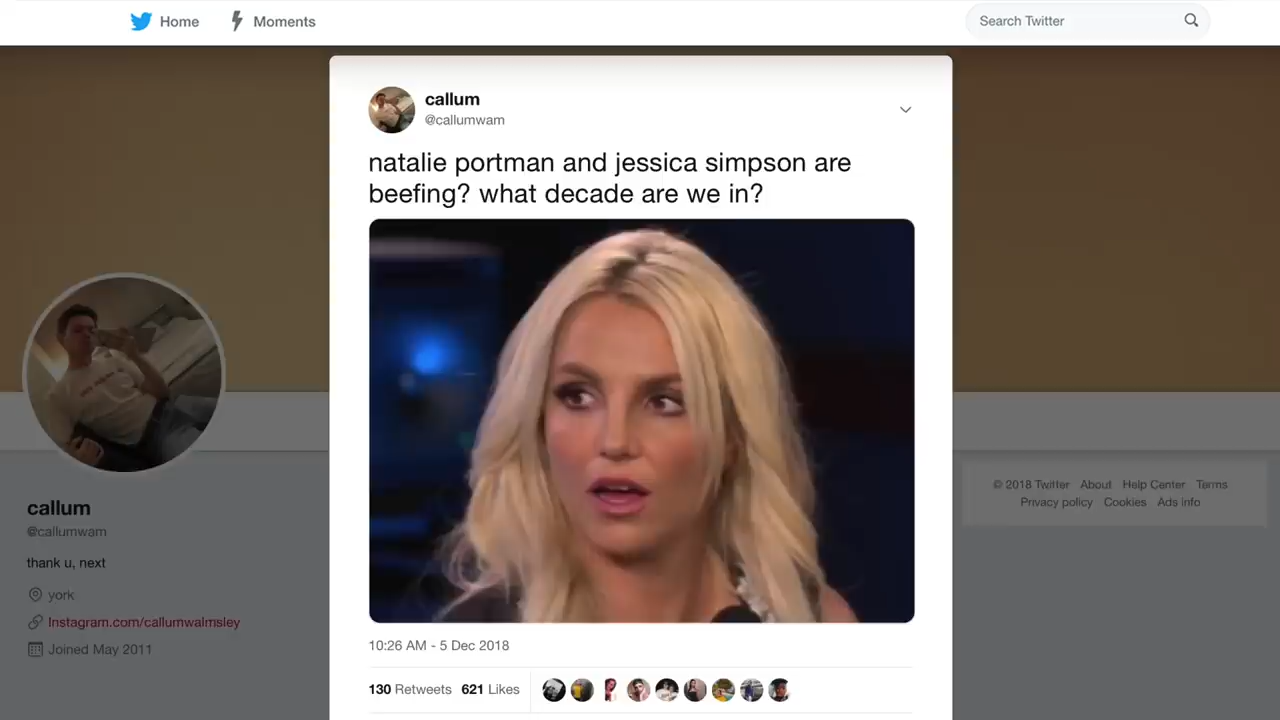 Home
Moments
Search Twitter
callum
@callumwam
natalie portman and jessica simpson are
beefing? what decade are we in?
10:26 AM - 5 Dec 2018
130 Retweets 621 Likes
callum
@callumwam
thank u, next
york
Instagram.com/callumwalmsley
Joined May 2011
© 2018 Twitter About Help Center Terms
Privacy policy Cookies Ads info